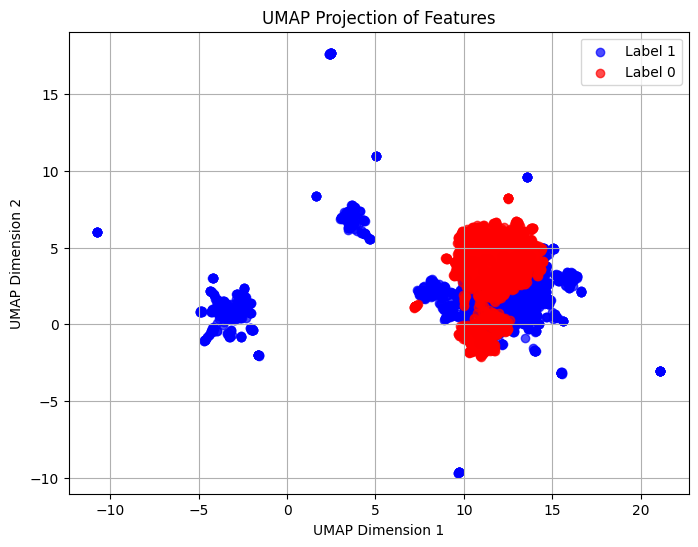 UMAP Projection of Features
Label 1
Label 0
UMAP Dimension 2
15
10
5
0
−5
−10
−10
−5
0
5
10
15
20
UMAP Dimension 1